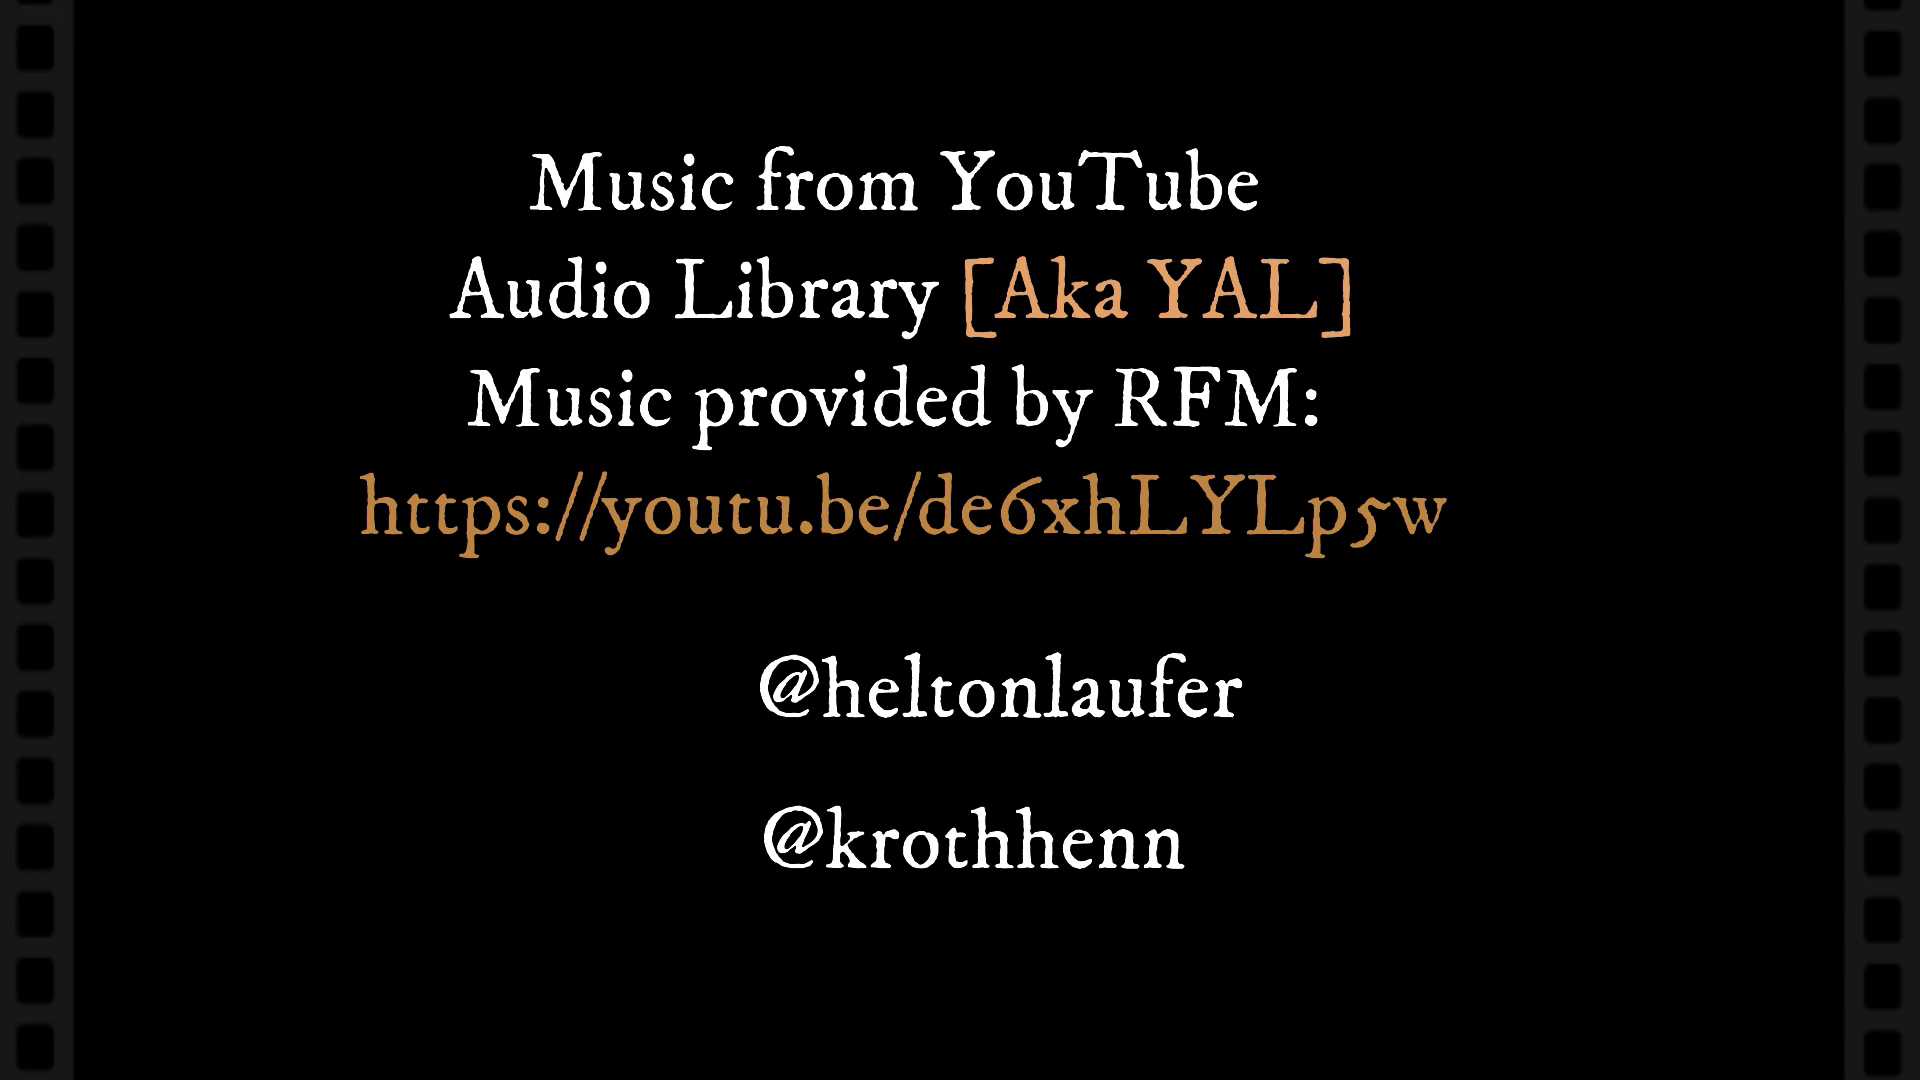 Music from YouTube
Audio Library [Aka YAL]
Music provided by RFM:
https://youtu.be/de6xhLYLp5w
@heltonlaufer
@krothhenn